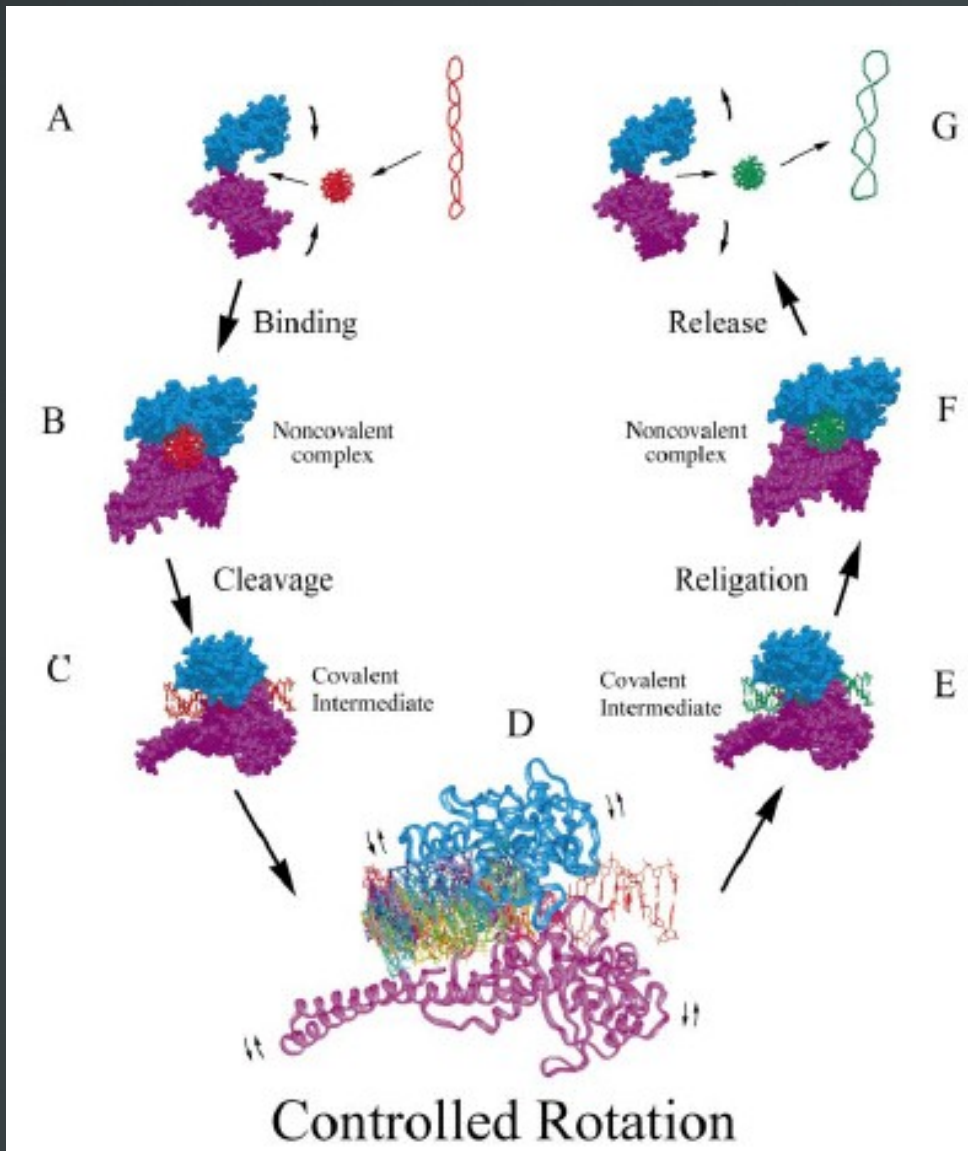 A
G
Binding
Release
B
Noncovalent
complex
Noncovalent
complex
F
Cleavage
Religation
C
Covalent
Intermediate
D
Covalent
Intermediate
E
Controlled Rotation